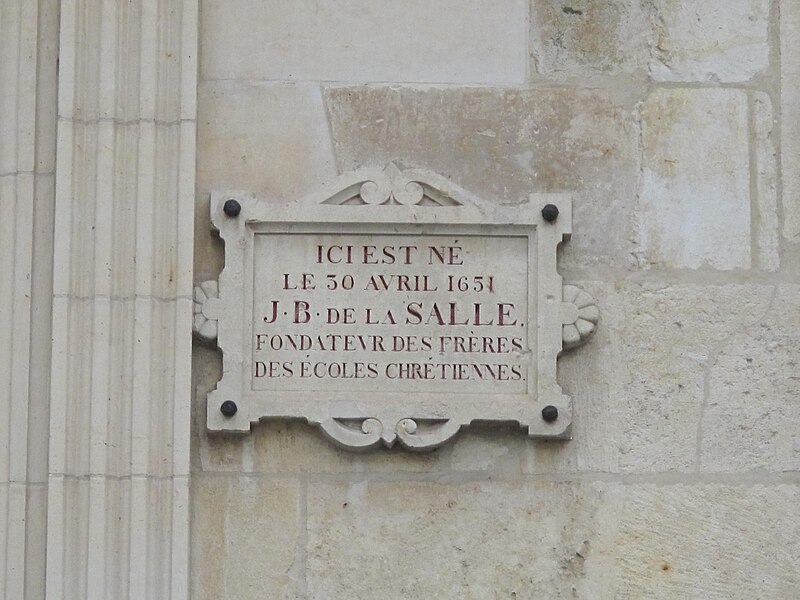 ICI EST NÉ
LE 30 AVRIL 1651
J·B· DE LA SALLE,
FONDATEVR DES FRÈRES
DES ÉCOLES CHRÉTIENNES.